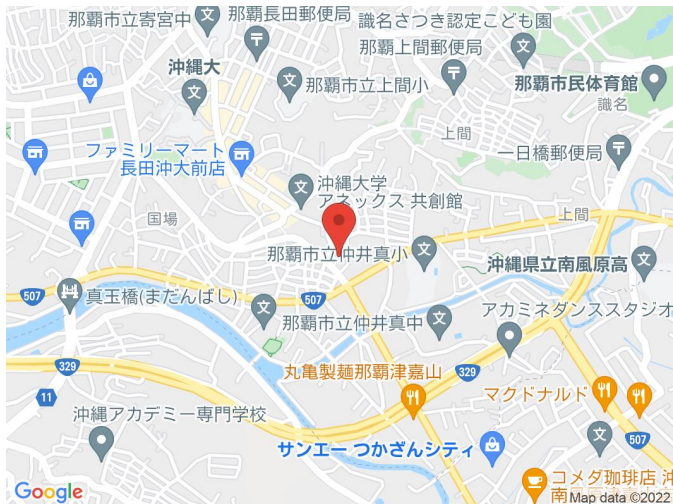 那覇市立寄宮中
那覇長田郵便局
識名さつき認定こども園
沖縄大
那覇上間郵便局
那覇市立上間小
那覇市民体育館
識名
上間
ファミリーマート
長田沖大前店
一日橋郵便局
沖縄大学
アネックス 共創館
国場
上間
那覇市立仲井真小
沖縄県立南風原高
507
真玉橋(まだんばし)
507
那覇市立仲井真中
アカミネダンススタジオ
329
丸亀製麺那覇津嘉山
329
マクドナルド
11
沖縄アカデミー専門学校
サンエー つかざんシティ
507
コメダ珈琲店 沖
Google
Map data ©2022